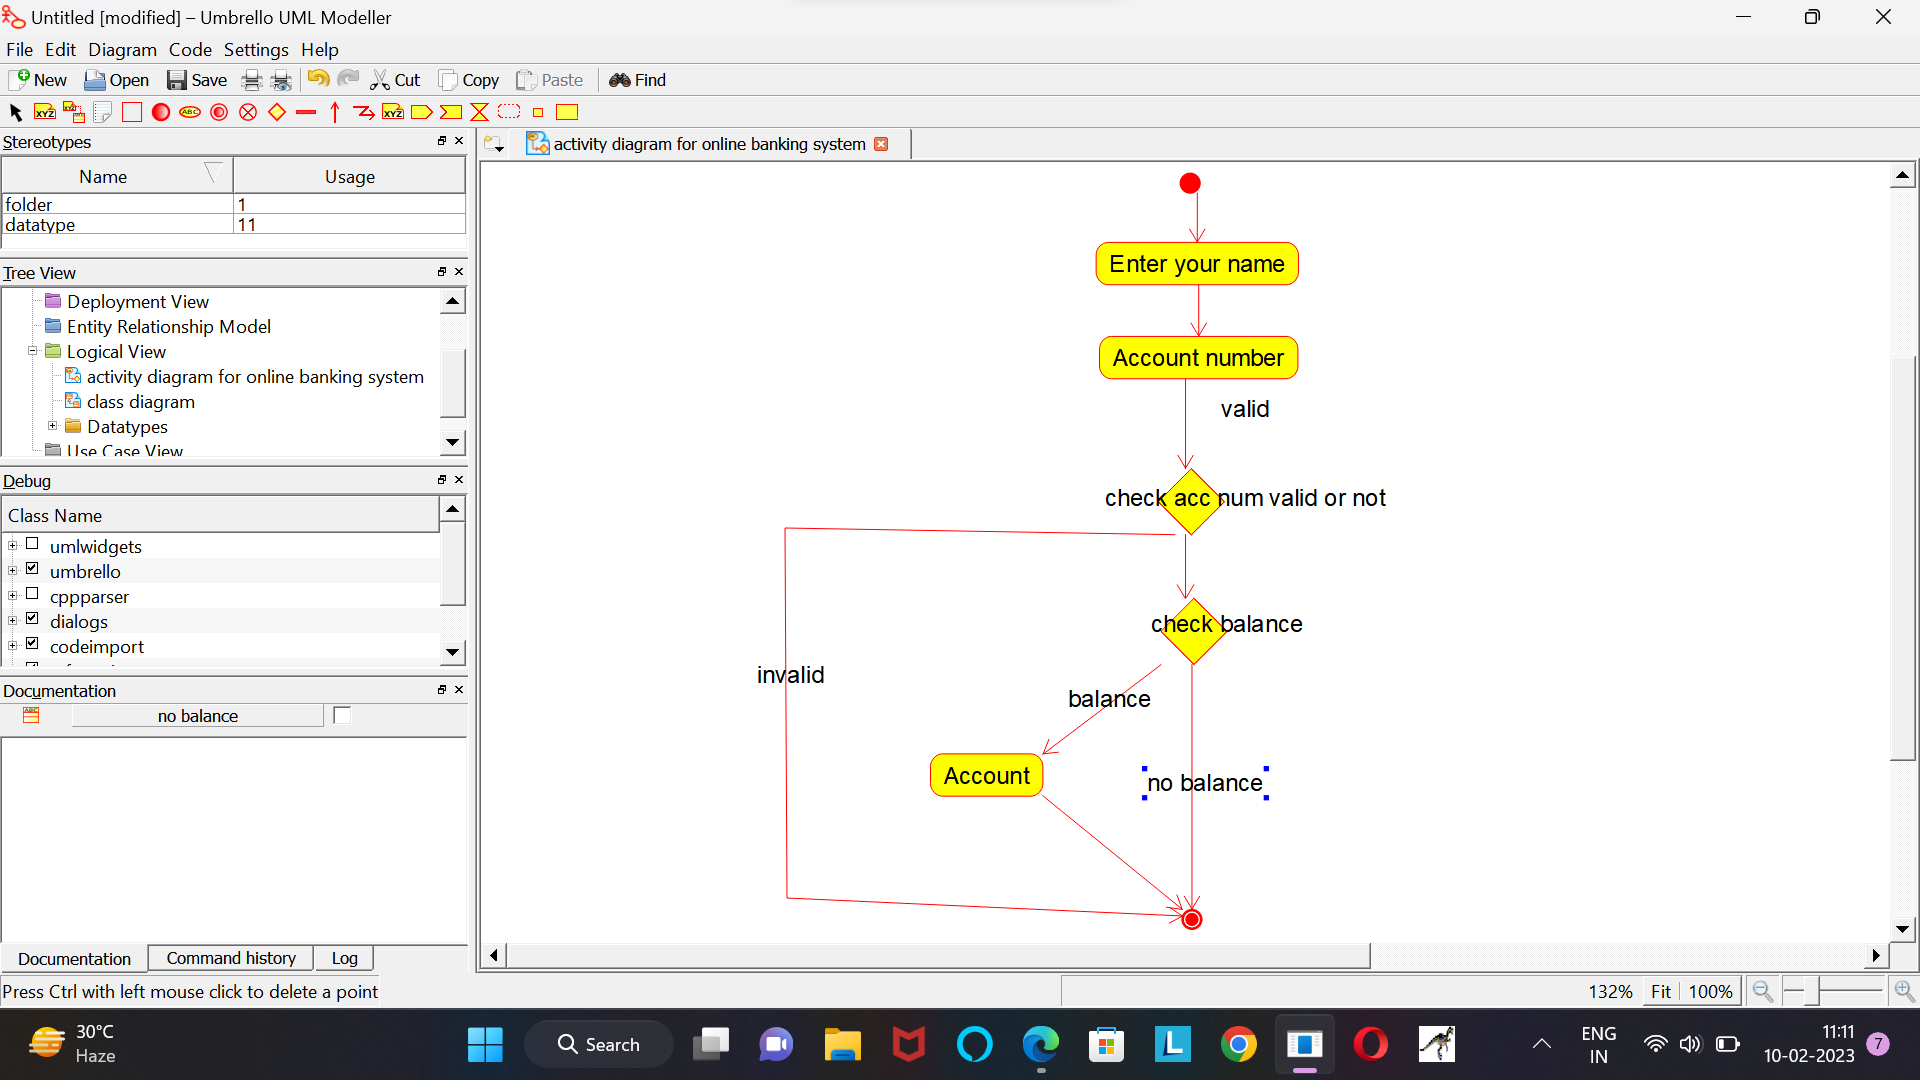 Untitled [modified] – Umbrello UML Modeller
File Edit Diagram Code Settings Help
New Open Save Cut Copy Paste Find
XYZ XYZ ABC XYZ
Stereotypes
activity diagram for online banking system
Name Usage
folder 1
datatype 11
Tree View
Deployment View
Entity Relationship Model
Logical View
activity diagram for online banking system
class diagram
Datatypes
Use Case View
Debug
Class Name
umlwidgets
umbrello
cppparser
dialogs
codeimport
Documentation
ABC no balance
Documentation Command history Log
Enter your name
Account number
valid
check acc num valid or not
check balance
invalid
balance
Account
no balance
Press Ctrl with left mouse click to delete a point
132% Fit 100%
30°C
Haze
Search
L
ENG
IN
11:11
10-02-2023
7